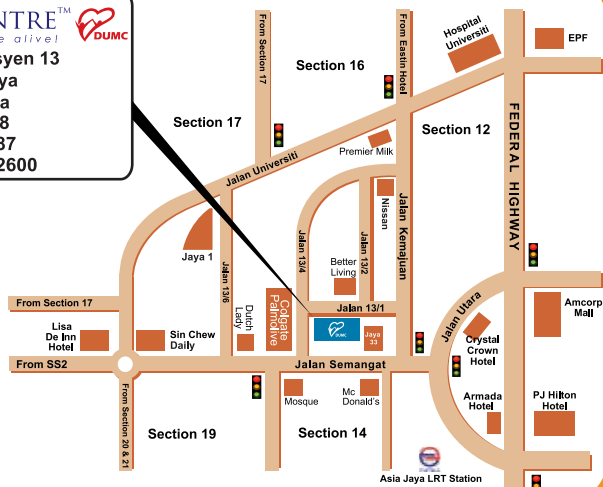 NTRE™
e alive!
DUMC
syen 13
ya
a
8
37
2600
From Section 17
Section 16
From Eastin Hotel
Hospital
Universiti
EPF
Section 17
Section 12
FEDERAL HIGHWAY
Premier Milk
Jalan Universiti
Nissan
Jalan Kemajuan
Jaya 1
Jalan 13/6
Jalan 13/4
Jalan 13/2
Better
Living
From Section 17
Dutch
Lady
Colgate
Palmolive
Jalan 13/1
Jalan Utara
Amcorp
Mall
Lisa
De Inn
Hotel
Sin Chew
Daily
DUMC
Jaya
33
Crystal
Crown
Hotel
From SS2
Jalan Semangat
From Section 20 & 21
Section 19
Mosque
Mc
Donald's
Section 14
Armada
Hotel
PJ Hilton
Hotel
Asia Jaya LRT Station